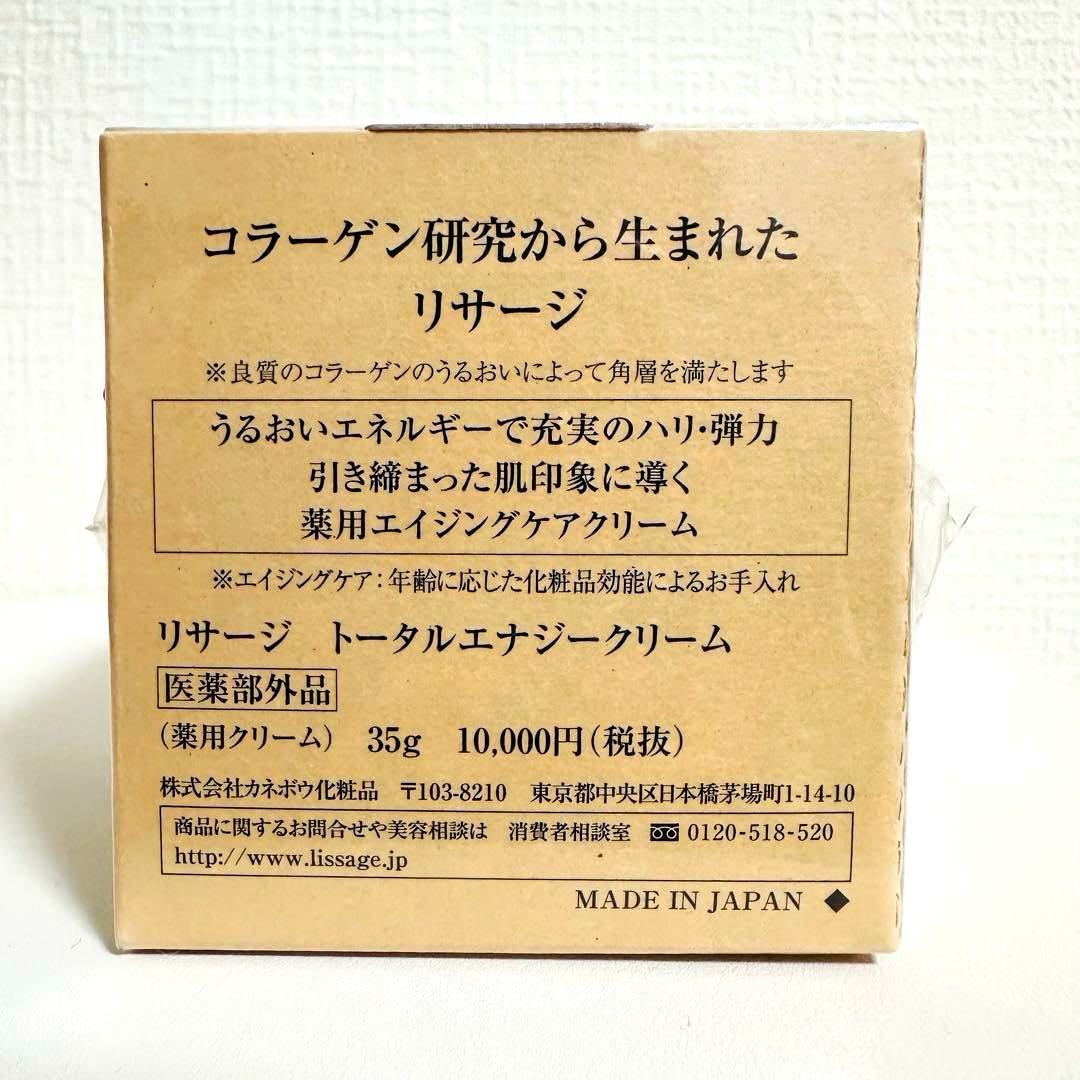 コラーゲン研究から生まれた
リサージ
※良質のコラーゲンのうるおいによって角層を満たします
うるおいエネルギーで充実のハリ・弾力
引き締まった肌印象に導く
薬用エイジングケアクリーム
※エイジングケア：年齢に応じた化粧品効能によるお手入れ
リサージ　トータルエナジークリーム
医薬部外品
（薬用クリーム）　35g　10,000円（税抜）
株式会社カネボウ化粧品　〒103-8210　東京都中央区日本橋茅場町1-14-10
商品に関するお問合せや美容相談は　消費者相談室　0120-518-520
http://www.lissage.jp
MADE IN JAPAN ◆